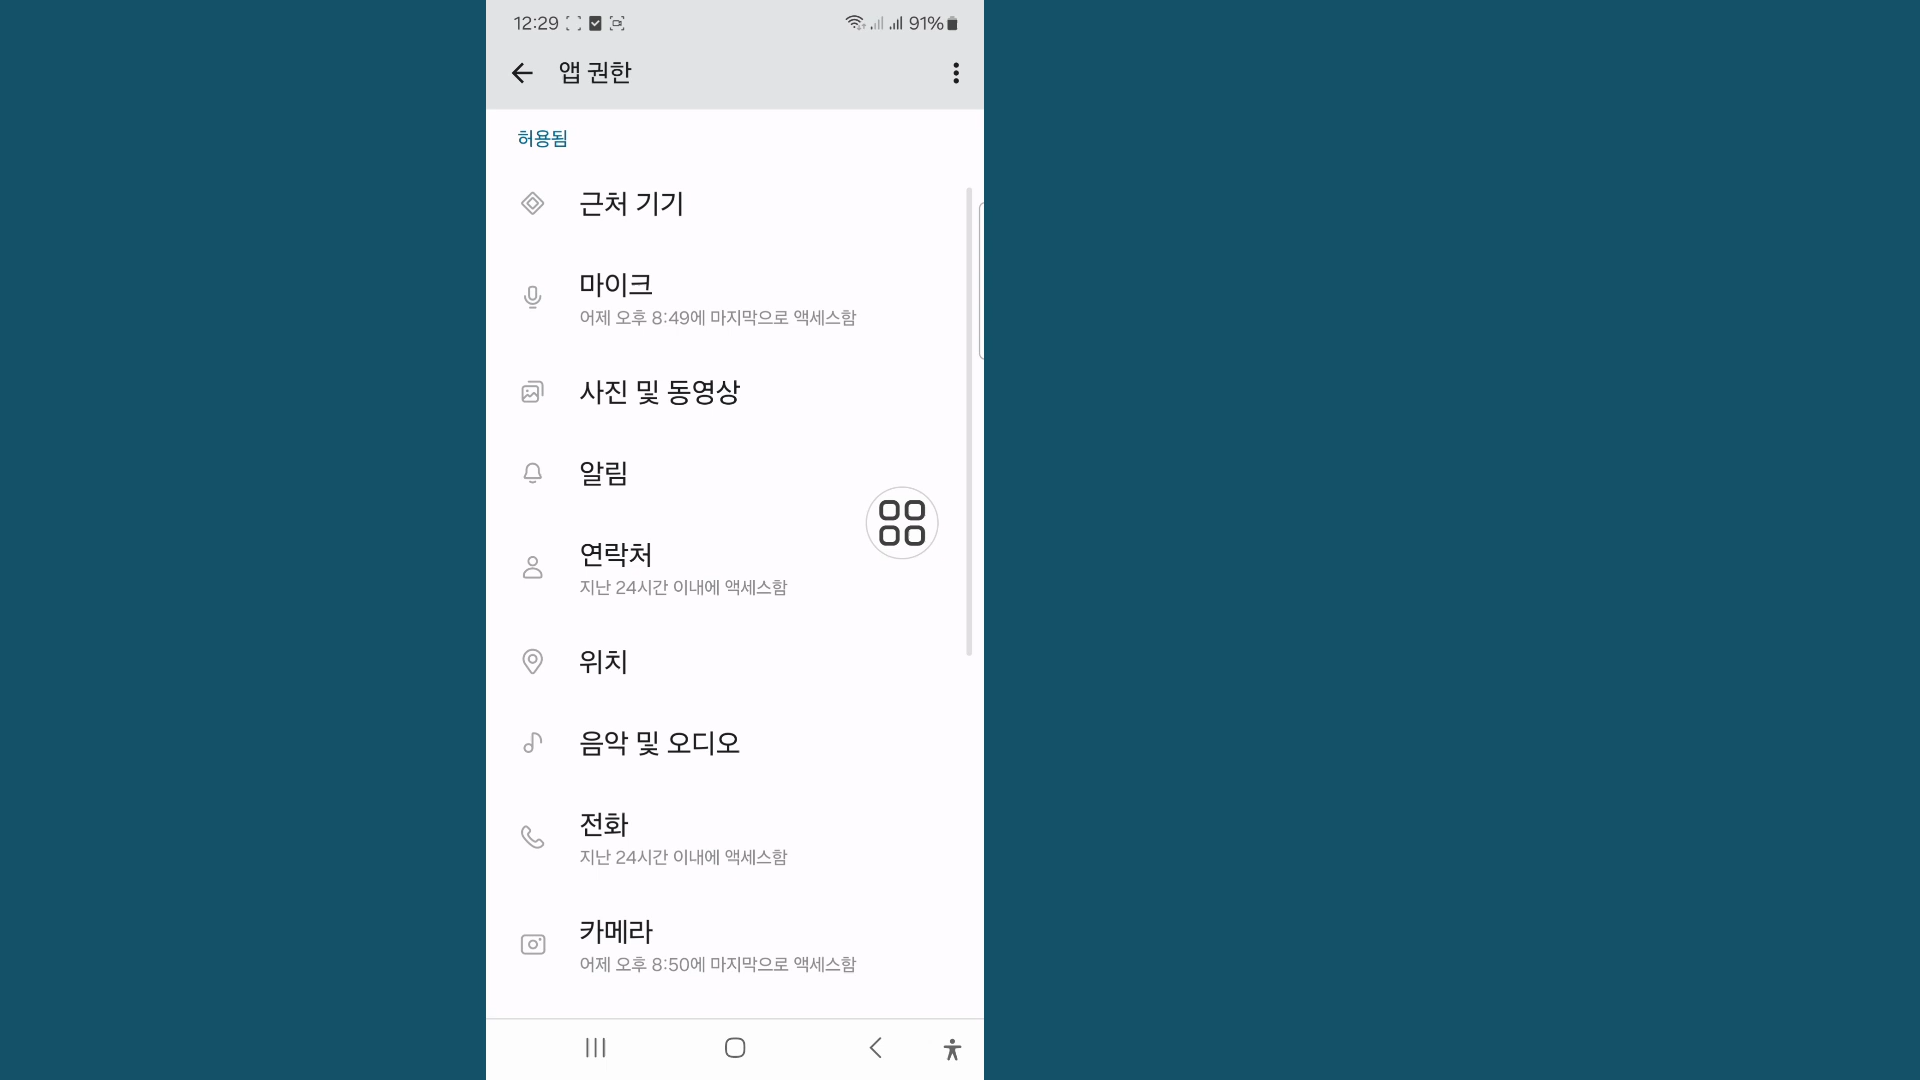 12:29
91%
앱 권한
허용됨
근처 기기
마이크
어제 오후 8:49에 마지막으로 액세스함
사진 및 동영상
알림
연락처
지난 24시간 이내에 액세스함
위치
음악 및 오디오
전화
지난 24시간 이내에 액세스함
카메라
어제 오후 8:50에 마지막으로 액세스함